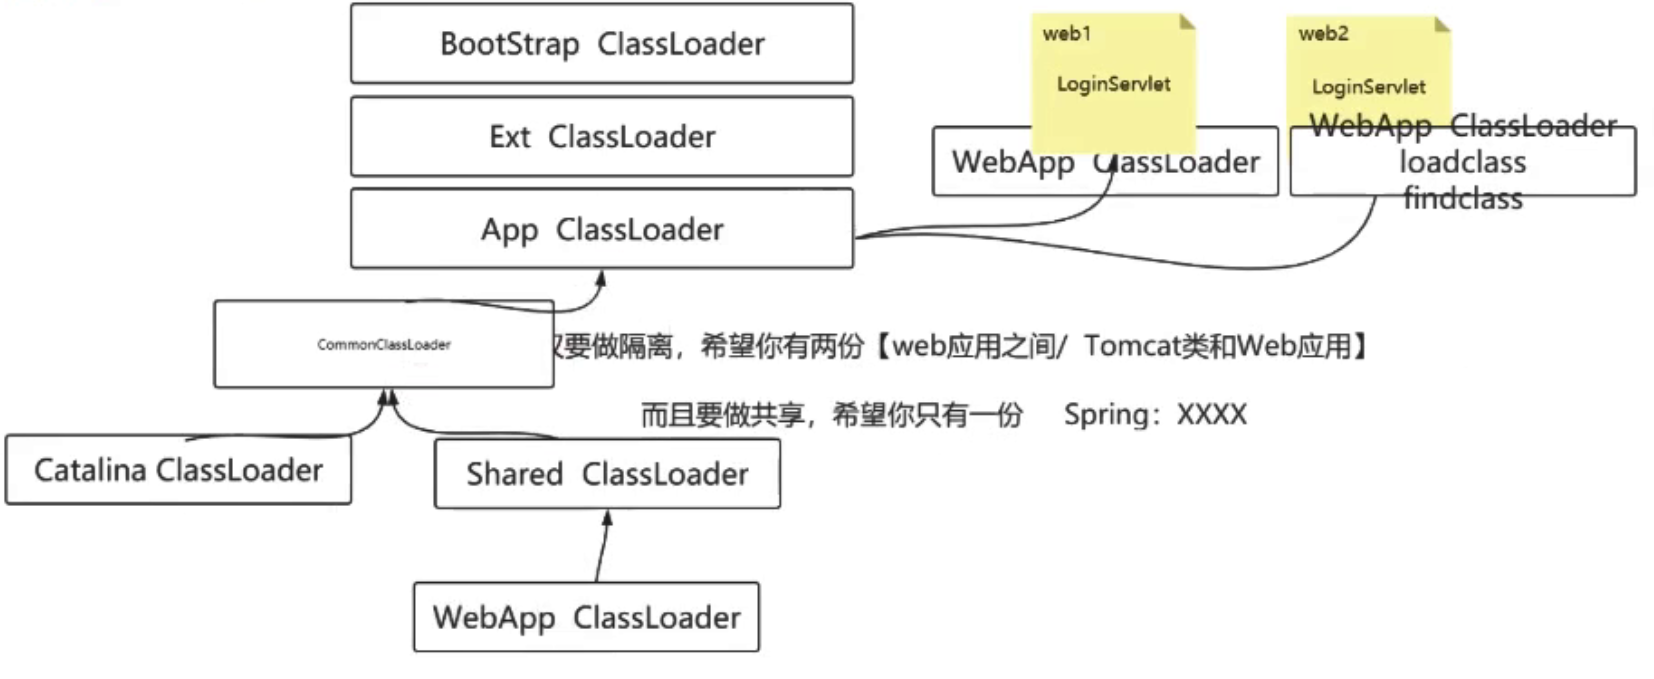 BootStrap ClassLoader
Ext ClassLoader
App ClassLoader
web1
LoginServlet
WebApp ClassLoader
web2
LoginServlet
WebApp ClassLoader
loadclass
findclass
CommonClassLoader
要做隔离，希望你有两份【web应用之间/ Tomcat类和Web应用】
而且要做共享，希望你只有一份 Spring：XXXX
Catalina ClassLoader
Shared ClassLoader
WebApp ClassLoader